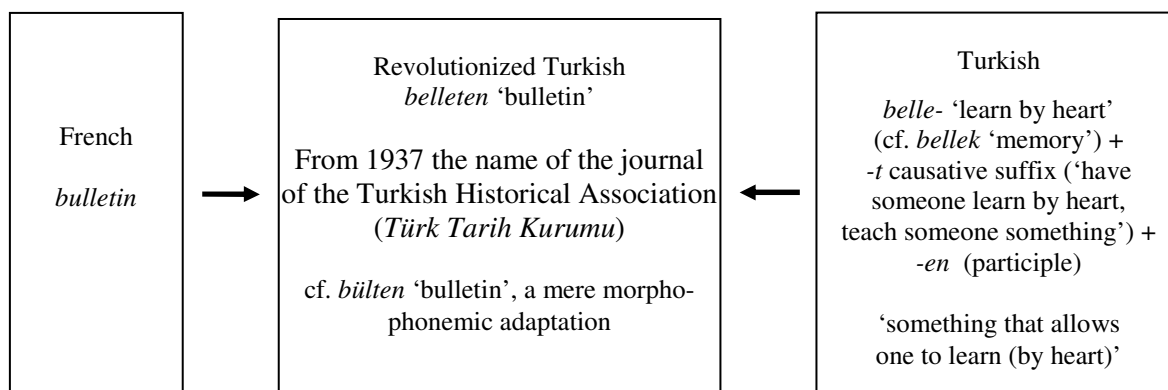 French
bulletin
Revolutionized Turkish
belleten ‘bulletin’
From 1937 the name of the journal
of the Turkish Historical Association
(Türk Tarih Kurumu)
cf. bülten ‘bulletin’, a mere morpho-
phonemic adaptation
Turkish
belle- ‘learn by heart’
(cf. bellek ‘memory’) +
-t causative suffix (‘have
someone learn by heart,
teach someone something’) +
-en (participle)
‘something that allows
one to learn (by heart)’